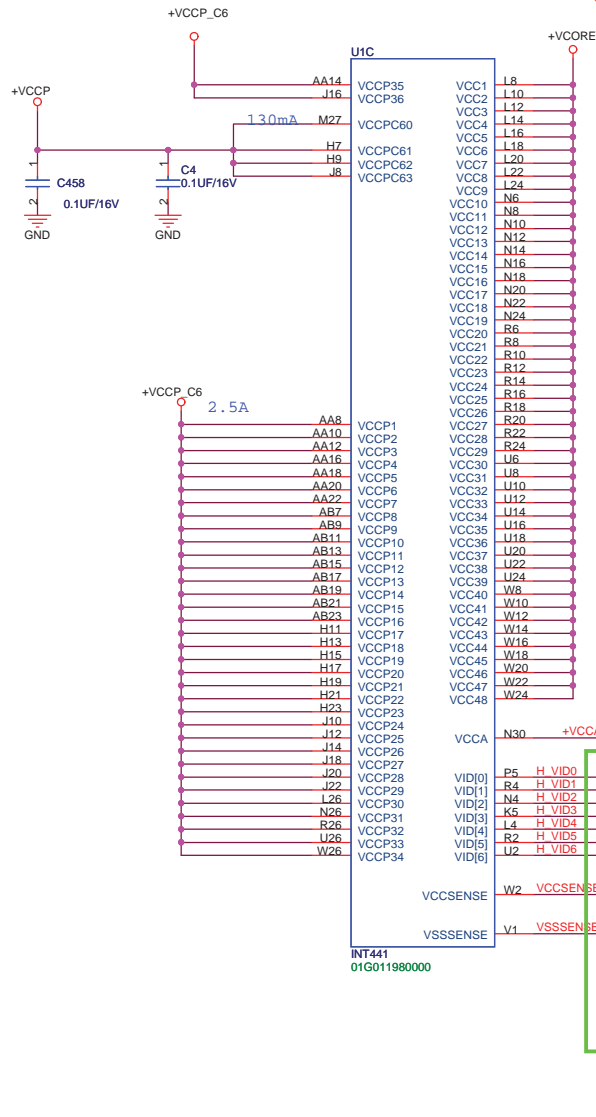 +VCCP_C6
+VCORE
U1C
AA14 VCCP35 VCC1 L8
J16 VCCP36 VCC2 L10
+VCCP
VCC3 L12
130mA M27 VCCPC60 VCC4 L14
VCC5 L16
H7 VCCPC61 VCC6 L18
H9 VCCPC62 VCC7 L20
J8 VCCPC63 VCC8 L22
VCC9 L24
1 C458 2 0.1UF/16V GND
1 C4 0.1UF/16V 2 GND
VCC10 N6
VCC11 N8
VCC12 N10
VCC13 N12
VCC14 N14
VCC15 N16
VCC16 N18
VCC17 N20
VCC18 N22
VCC19 N24
VCC20 R6
VCC21 R8
VCC22 R10
VCC23 R12
VCC24 R14
VCC25 R16
VCC26 R18
+VCCP_C6
2.5A
AA8 VCCP1 VCC27 R20
AA10 VCCP2 VCC28 R22
AA12 VCCP3 VCC29 R24
AA16 VCCP4 VCC30 U6
AA18 VCCP5 VCC31 U8
AA20 VCCP6 VCC32 U10
AA22 VCCP7 VCC33 U12
AB7 VCCP8 VCC34 U14
AB9 VCCP9 VCC35 U16
AB11 VCCP10 VCC36 U18
AB13 VCCP11 VCC37 U20
AB15 VCCP12 VCC38 U22
AB17 VCCP13 VCC39 U24
AB19 VCCP14 VCC40 W8
AB21 VCCP15 VCC41 W10
AB23 VCCP16 VCC42 W12
H11 VCCP17 VCC43 W14
H13 VCCP18 VCC44 W16
H15 VCCP19 VCC45 W18
H17 VCCP20 VCC46 W20
H19 VCCP21 VCC47 W22
H21 VCCP22 VCC48 W24
H23 VCCP23
J10 VCCP24
J12 VCCP25 VCCA N30 +VCCA
J14 VCCP26
J18 VCCP27
J20 VCCP28 VID[0] P5 H_VID0
J22 VCCP29 VID[1] R4 H_VID1
L26 VCCP30 VID[2] N4 H_VID2
N26 VCCP31 VID[3] K5 H_VID3
R26 VCCP32 VID[4] L4 H_VID4
U26 VCCP33 VID[5] R2 H_VID5
W26 VCCP34 VID[6] U2 H_VID6
VCCSENSE W2 VCCSENSE
VSSSENSE V1 VSSSENSE
INT441
01G011980000